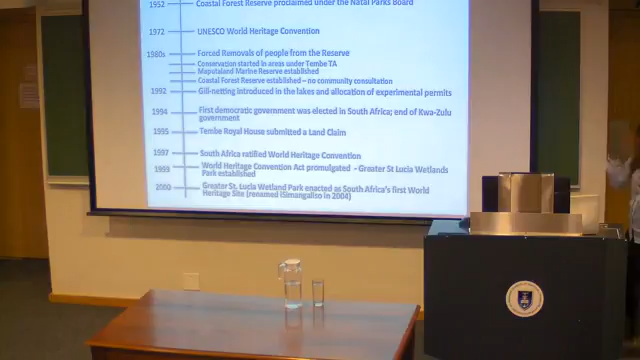 1952 Coastal Forest Reserve proclaimed under the Natal Parks Board
1972 UNESCO World Heritage Convention
1980s Forced Removals of people from the Reserve
Conservation started in areas under Tembe TA
Maputaland Marine Reserve established
Coastal Forest Reserve established – no community consultation
1992 Gill-netting introduced in the lakes and allocation of experimental permits
1994 First democratic government was elected in South Africa; end of Kwa-Zulu
government
1995 Tembe Royal House submitted a Land Claim
1997 South Africa ratified World Heritage Convention
1999 World Heritage Convention Act promulgated - Greater St Lucia Wetlands
Park established
2000 Greater St. Lucia Wetland Park enacted as South Africa's first World
Heritage Site (renamed iSimangaliso in 2004)